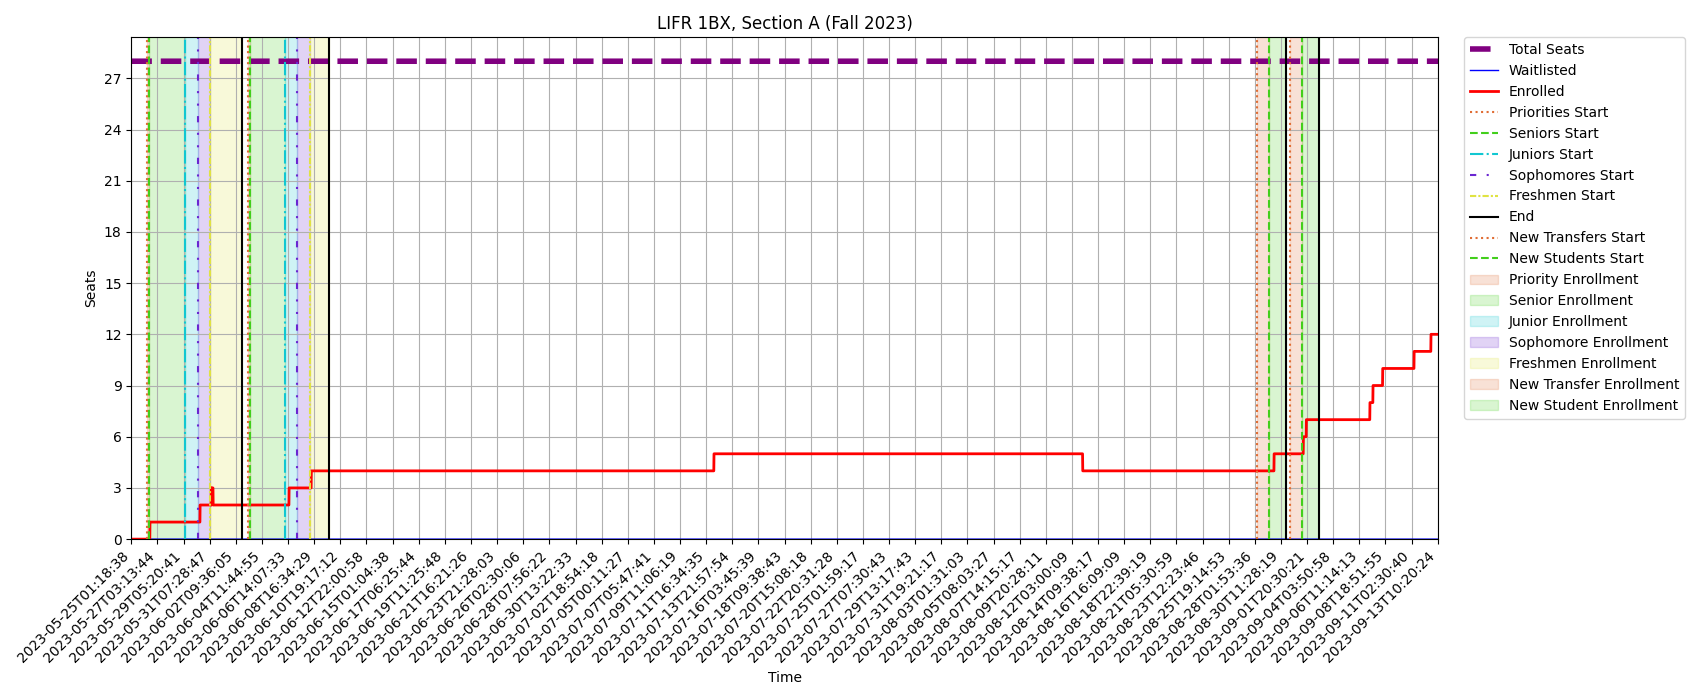 LIFR 1BX, Section A (Fall 2023)
Seats
27
24
21
18
15
12
9
6
3
0
2023-05-25T01:18:38
2023-05-27T03:13:44
2023-05-29T05:20:41
2023-05-31T07:28:47
2023-06-02T09:36:05
2023-06-04T11:44:55
2023-06-06T14:07:33
2023-06-08T16:34:29
2023-06-10T19:17:12
2023-06-12T22:00:58
2023-06-15T01:04:38
2023-06-17T06:25:44
2023-06-19T11:25:48
2023-06-21T16:21:26
2023-06-23T21:28:03
2023-06-26T02:30:06
2023-06-28T07:56:22
2023-06-30T13:22:33
2023-07-02T18:54:18
2023-07-05T00:11:27
2023-07-07T05:47:41
2023-07-09T11:06:19
2023-07-11T16:34:35
2023-07-13T21:57:54
2023-07-16T03:45:39
2023-07-18T09:38:43
2023-07-20T15:08:18
2023-07-22T20:31:28
2023-07-25T01:59:17
2023-07-27T07:30:43
2023-07-29T13:17:43
2023-07-31T19:21:17
2023-08-03T01:31:03
2023-08-05T08:03:27
2023-08-07T14:15:17
2023-08-09T20:28:11
2023-08-12T03:00:09
2023-08-14T09:38:17
2023-08-16T16:09:09
2023-08-18T22:39:19
2023-08-21T05:30:59
2023-08-23T12:23:46
2023-08-25T19:14:53
2023-08-28T01:53:36
2023-08-30T11:28:19
2023-09-01T20:30:21
2023-09-04T03:50:58
2023-09-06T11:14:13
2023-09-08T18:51:55
2023-09-11T02:30:40
2023-09-13T10:20:24
Time
Total Seats
Waitlisted
Enrolled
Priorities Start
Seniors Start
Juniors Start
Sophomores Start
Freshmen Start
End
New Transfers Start
New Students Start
Priority Enrollment
Senior Enrollment
Junior Enrollment
Sophomore Enrollment
Freshmen Enrollment
New Transfer Enrollment
New Student Enrollment